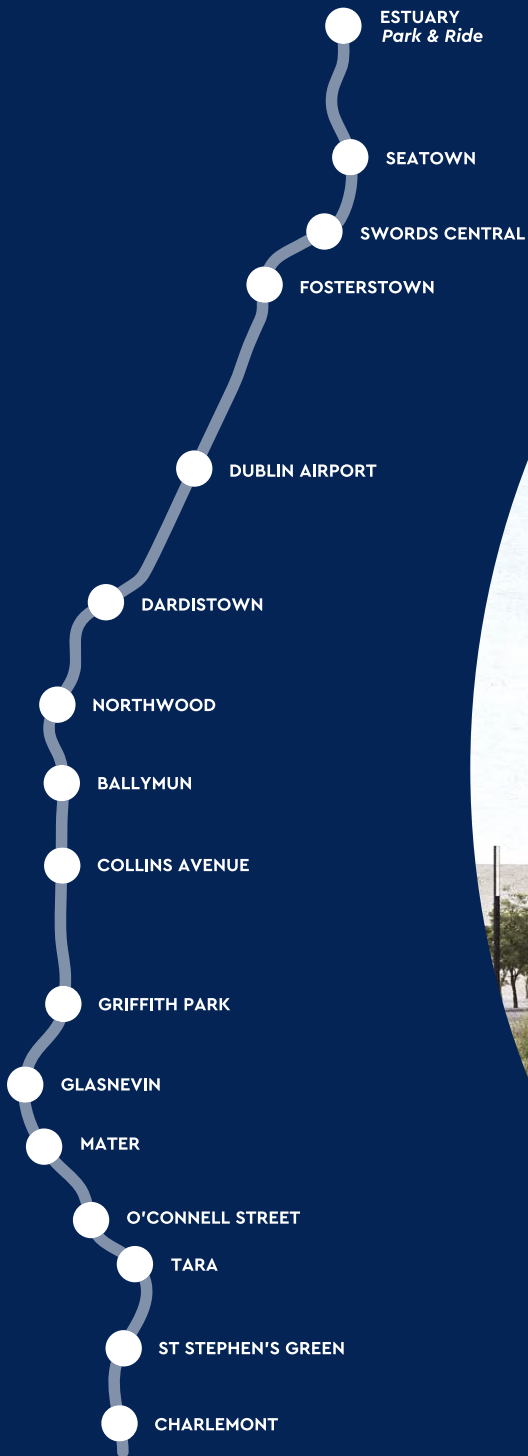 ESTUARY
Park & Ride
SEATOWN
SWORDS CENTRAL
FOSTERSTOWN
DUBLIN AIRPORT
DARDISTOWN
NORTHWOOD
BALLYMUN
COLLINS AVENUE
GRIFFITH PARK
GLASNEVIN
MATER
O'CONNELL STREET
TARA
ST STEPHEN'S GREEN
CHARLEMONT